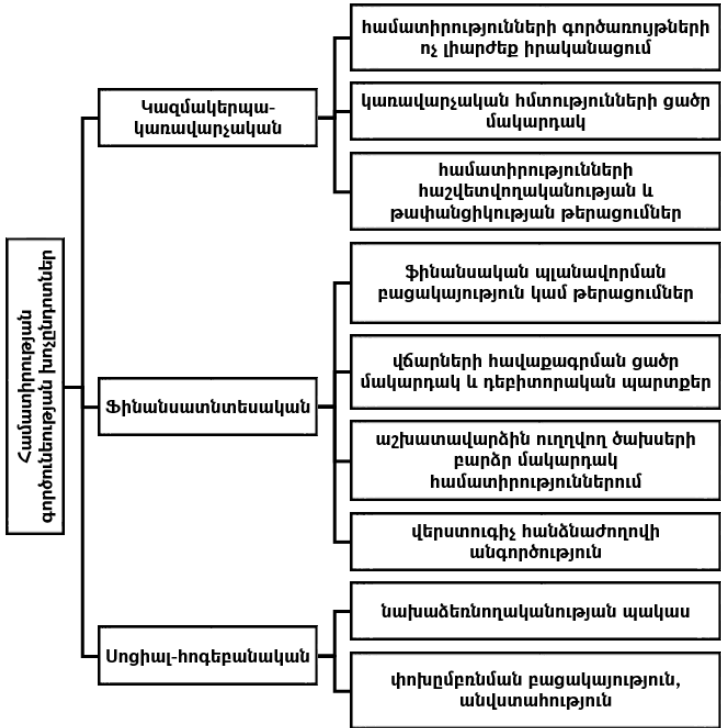 Համատիրության
գործունեության խոչընդոտներ
Կազմակերպա-
կառավարչական
համատիրությունների գործառույթների
ոչ լիարժեք իրականացում
կառավարչական հմտությունների ցածր
մակարդակ
համատիրությունների
հաշվետվողականության և
թափանցիկության թերացումներ
Ֆինանսատնտեսական
ֆինանսական պլանավորման
բացակայություն կամ թերացումներ
վճարների հավաքագրման ցածր
մակարդակ և դեբիտորական պարտքեր
աշխատավարձին ուղղվող ծախսերի
բարձր մակարդակ
համատիրություններում
վերստուգիչ հանձնաժողովի
անգործություն
Սոցիալ-հոգեբանական
նախաձեռնողականության պակաս
փոխըմբռնման բացակայություն,
անվստահություն